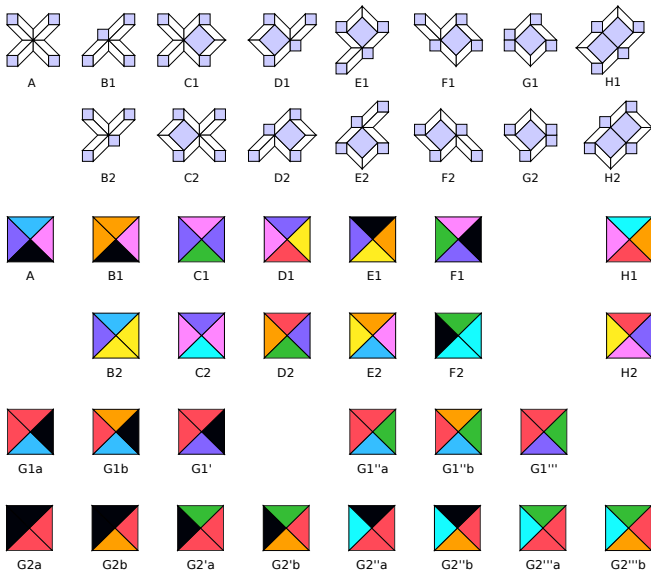 A B1 C1 D1 E1 F1 G1 H1
B2 C2 D2 E2 F2 G2 H2
A B1 C1 D1 E1 F1 H1
B2 C2 D2 E2 F2 H2
G1a G1b G1' G1''a G1''b G1'''
G2a G2b G2'a G2'b G2''a G2''b G2'''a G2'''b